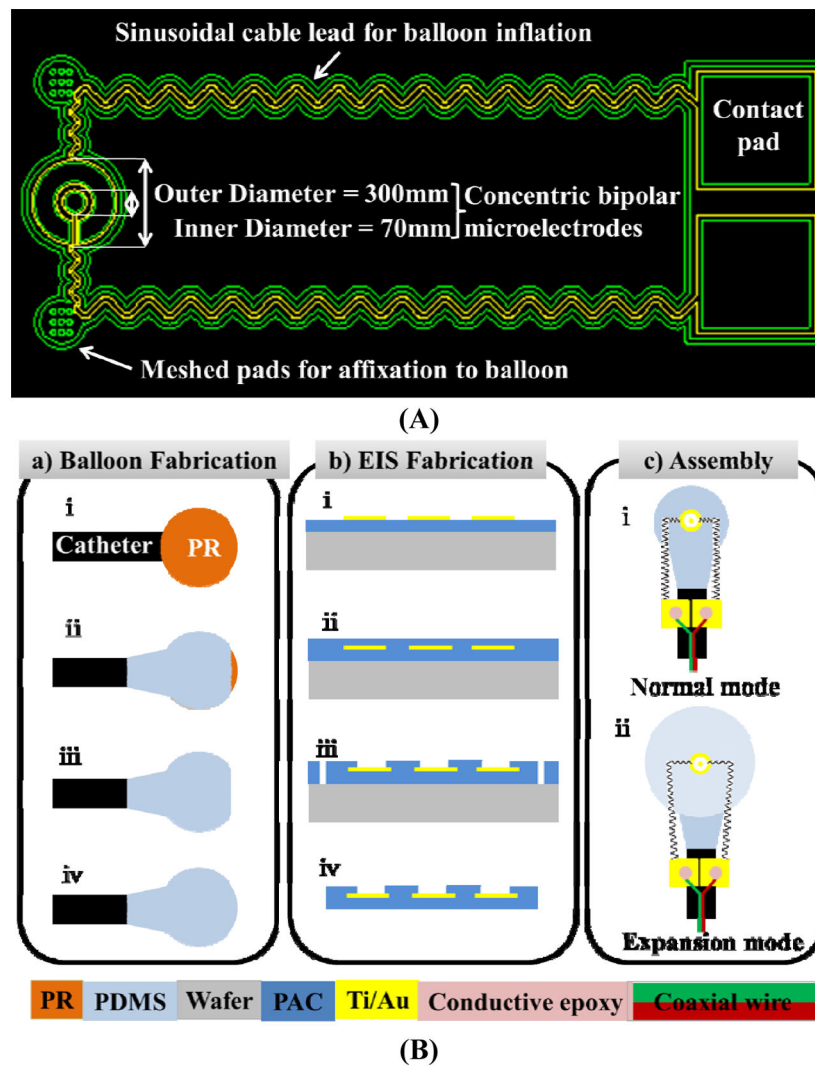 Sinusoidal cable lead for balloon inflation
Contact
pad
Outer Diameter = 300mm
Inner Diameter = 70mm
Concentric bipolar
microelectrodes
Meshed pads for affixation to balloon
(A)
a) Balloon Fabrication
i
Catheter
PR
ii
iii
iv
b) EIS Fabrication
i
ii
iii
iv
c) Assembly
i
Normal mode
ii
Expansion mode
PR PDMS Wafer PAC Ti/Au Conductive epoxy Coaxial wire
(B)